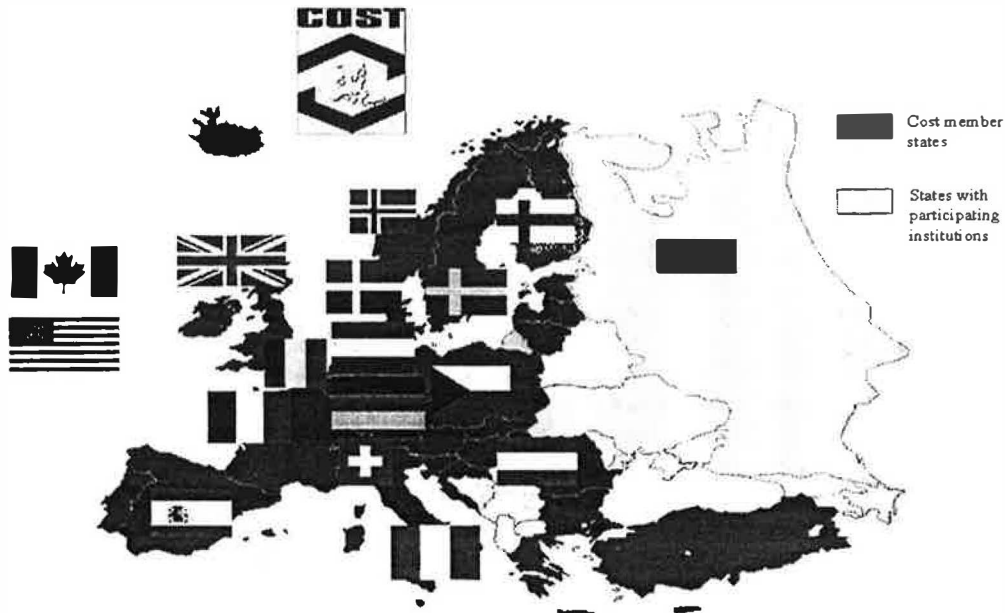 COST
Cost member
states
States with
participating
institutions